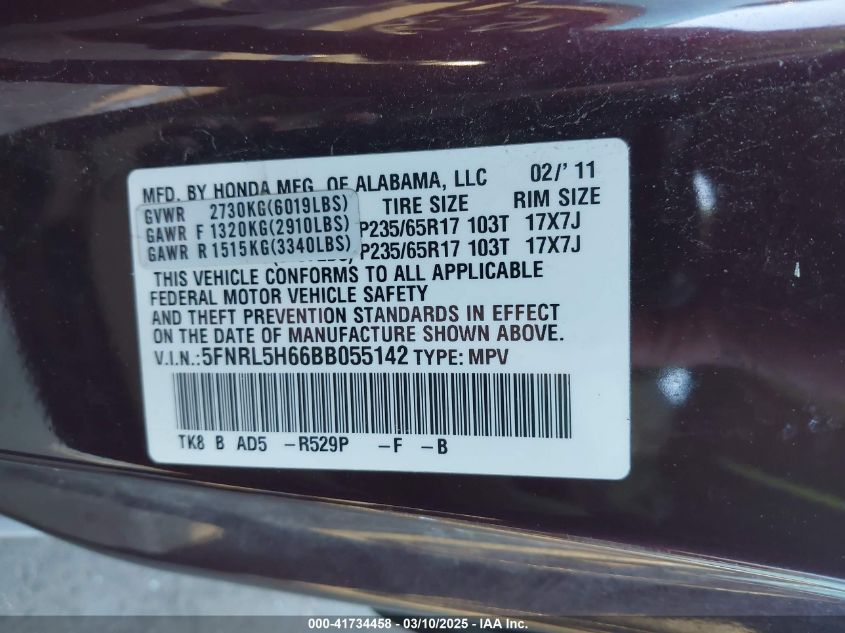 MFD. BY HONDA MFG. OF ALABAMA, LLC 02/' 11
TIRE SIZE RIM SIZE
GVWR 2730KG(6019LBS)
GAWR F 1320KG(2910LBS) P235/65R17 103T 17X7J
GAWR R 1515KG(3340LBS) P235/65R17 103T 17X7J
THIS VEHICLE CONFORMS TO ALL APPLICABLE
FEDERAL MOTOR VEHICLE SAFETY
AND THEFT PREVENTION STANDARDS IN EFFECT
ON THE DATE OF MANUFACTURE SHOWN ABOVE.
V.I.N.:5FNRL5H66BB055142 TYPE: MPV
TK8 B AD5 -R529P -F -B
000-41734458 - 03/10/2025 - IAA Inc.